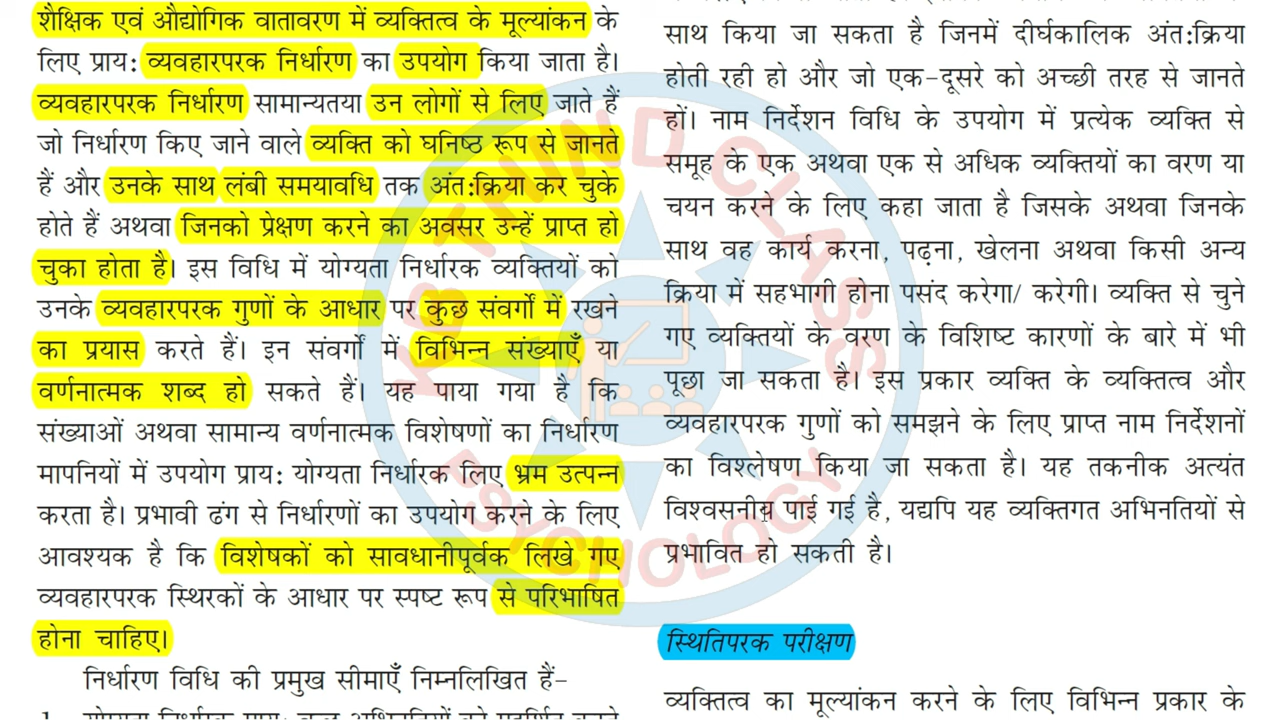 शैक्षिक एवं औद्योगिक वातावरण में व्यक्तित्व के मूल्यांकन के
लिए प्राय: व्यवहारपरक निर्धारण का उपयोग किया जाता है।
व्यवहारपरक निर्धारण सामान्यतया उन लोगों से लिए जाते हैं
जो निर्धारण किए जाने वाले व्यक्ति को घनिष्ठ रूप से जानते
हैं और उनके साथ लंबी समयावधि तक अंत:क्रिया कर चुके
होते हैं अथवा जिनको प्रेक्षण करने का अवसर उन्हें प्राप्त हो
चुका होता है। इस विधि में योग्यता निर्धारक व्यक्तियों को
उनके व्यवहारपरक गुणों के आधार पर कुछ संवर्गों में रखने
का प्रयास करते हैं। इन संवर्गों में विभिन्न संख्याएँ या
वर्णनात्मक शब्द हो सकते हैं। यह पाया गया है कि
संख्याओं अथवा सामान्य वर्णनात्मक विशेषणों का निर्धारण
मापनियों में उपयोग प्राय: योग्यता निर्धारक लिए भ्रम उत्पन्न
करता है। प्रभावी ढंग से निर्धारणों का उपयोग करने के लिए
आवश्यक है कि विशेषकों को सावधानीपूर्वक लिखे गए
व्यवहारपरक स्थिरकों के आधार पर स्पष्ट रूप से परिभाषित
होना चाहिए।
निर्धारण विधि की प्रमुख सीमाएँ निम्नलिखित हैं-
साथ किया जा सकता है जिनमें दीर्घकालिक अंत:क्रिया
होती रही हो और जो एक-दूसरे को अच्छी तरह से जानते
हों। नाम निर्देशन विधि के उपयोग में प्रत्येक व्यक्ति से
समूह के एक अथवा एक से अधिक व्यक्तियों का वरण या
चयन करने के लिए कहा जाता है जिसके अथवा जिनके
साथ वह कार्य करना, पढ़ना, खेलना अथवा किसी अन्य
क्रिया में सहभागी होना पसंद करेगा/ करेगी। व्यक्ति से चुने
गए व्यक्तियों के वरण के विशिष्ट कारणों के बारे में भी
पूछा जा सकता है। इस प्रकार व्यक्ति के व्यक्तित्व और
व्यवहारपरक गुणों को समझने के लिए प्राप्त नाम निर्देशनों
का विश्लेषण किया जा सकता है। यह तकनीक अत्यंत
विश्वसनीय पाई गई है, यद्यपि यह व्यक्तिगत अभिनतियों से
प्रभावित हो सकती है।
स्थितिपरक परीक्षण
व्यक्तित्व का मूल्यांकन करने के लिए विभिन्न प्रकार के
KB THIND CLASSES
PSYCHOLOGY